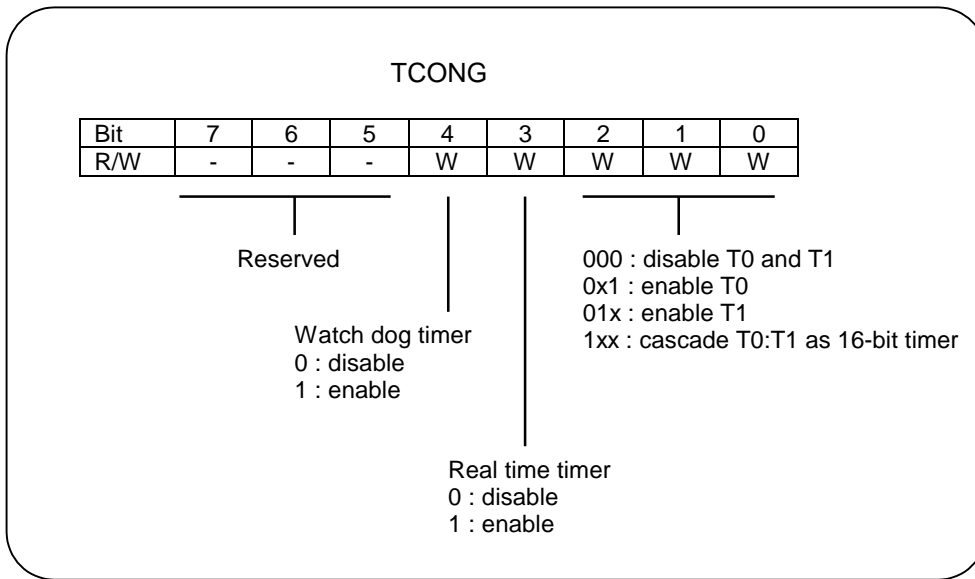 TCONG
Bit 7 6 5 4 3 2 1 0
R/W - - - W W W W W
Reserved
000 : disable T0 and T1
0x1 : enable T0
01x : enable T1
1xx : cascade T0:T1 as 16-bit timer
Watch dog timer
0 : disable
1 : enable
Real time timer
0 : disable
1 : enable